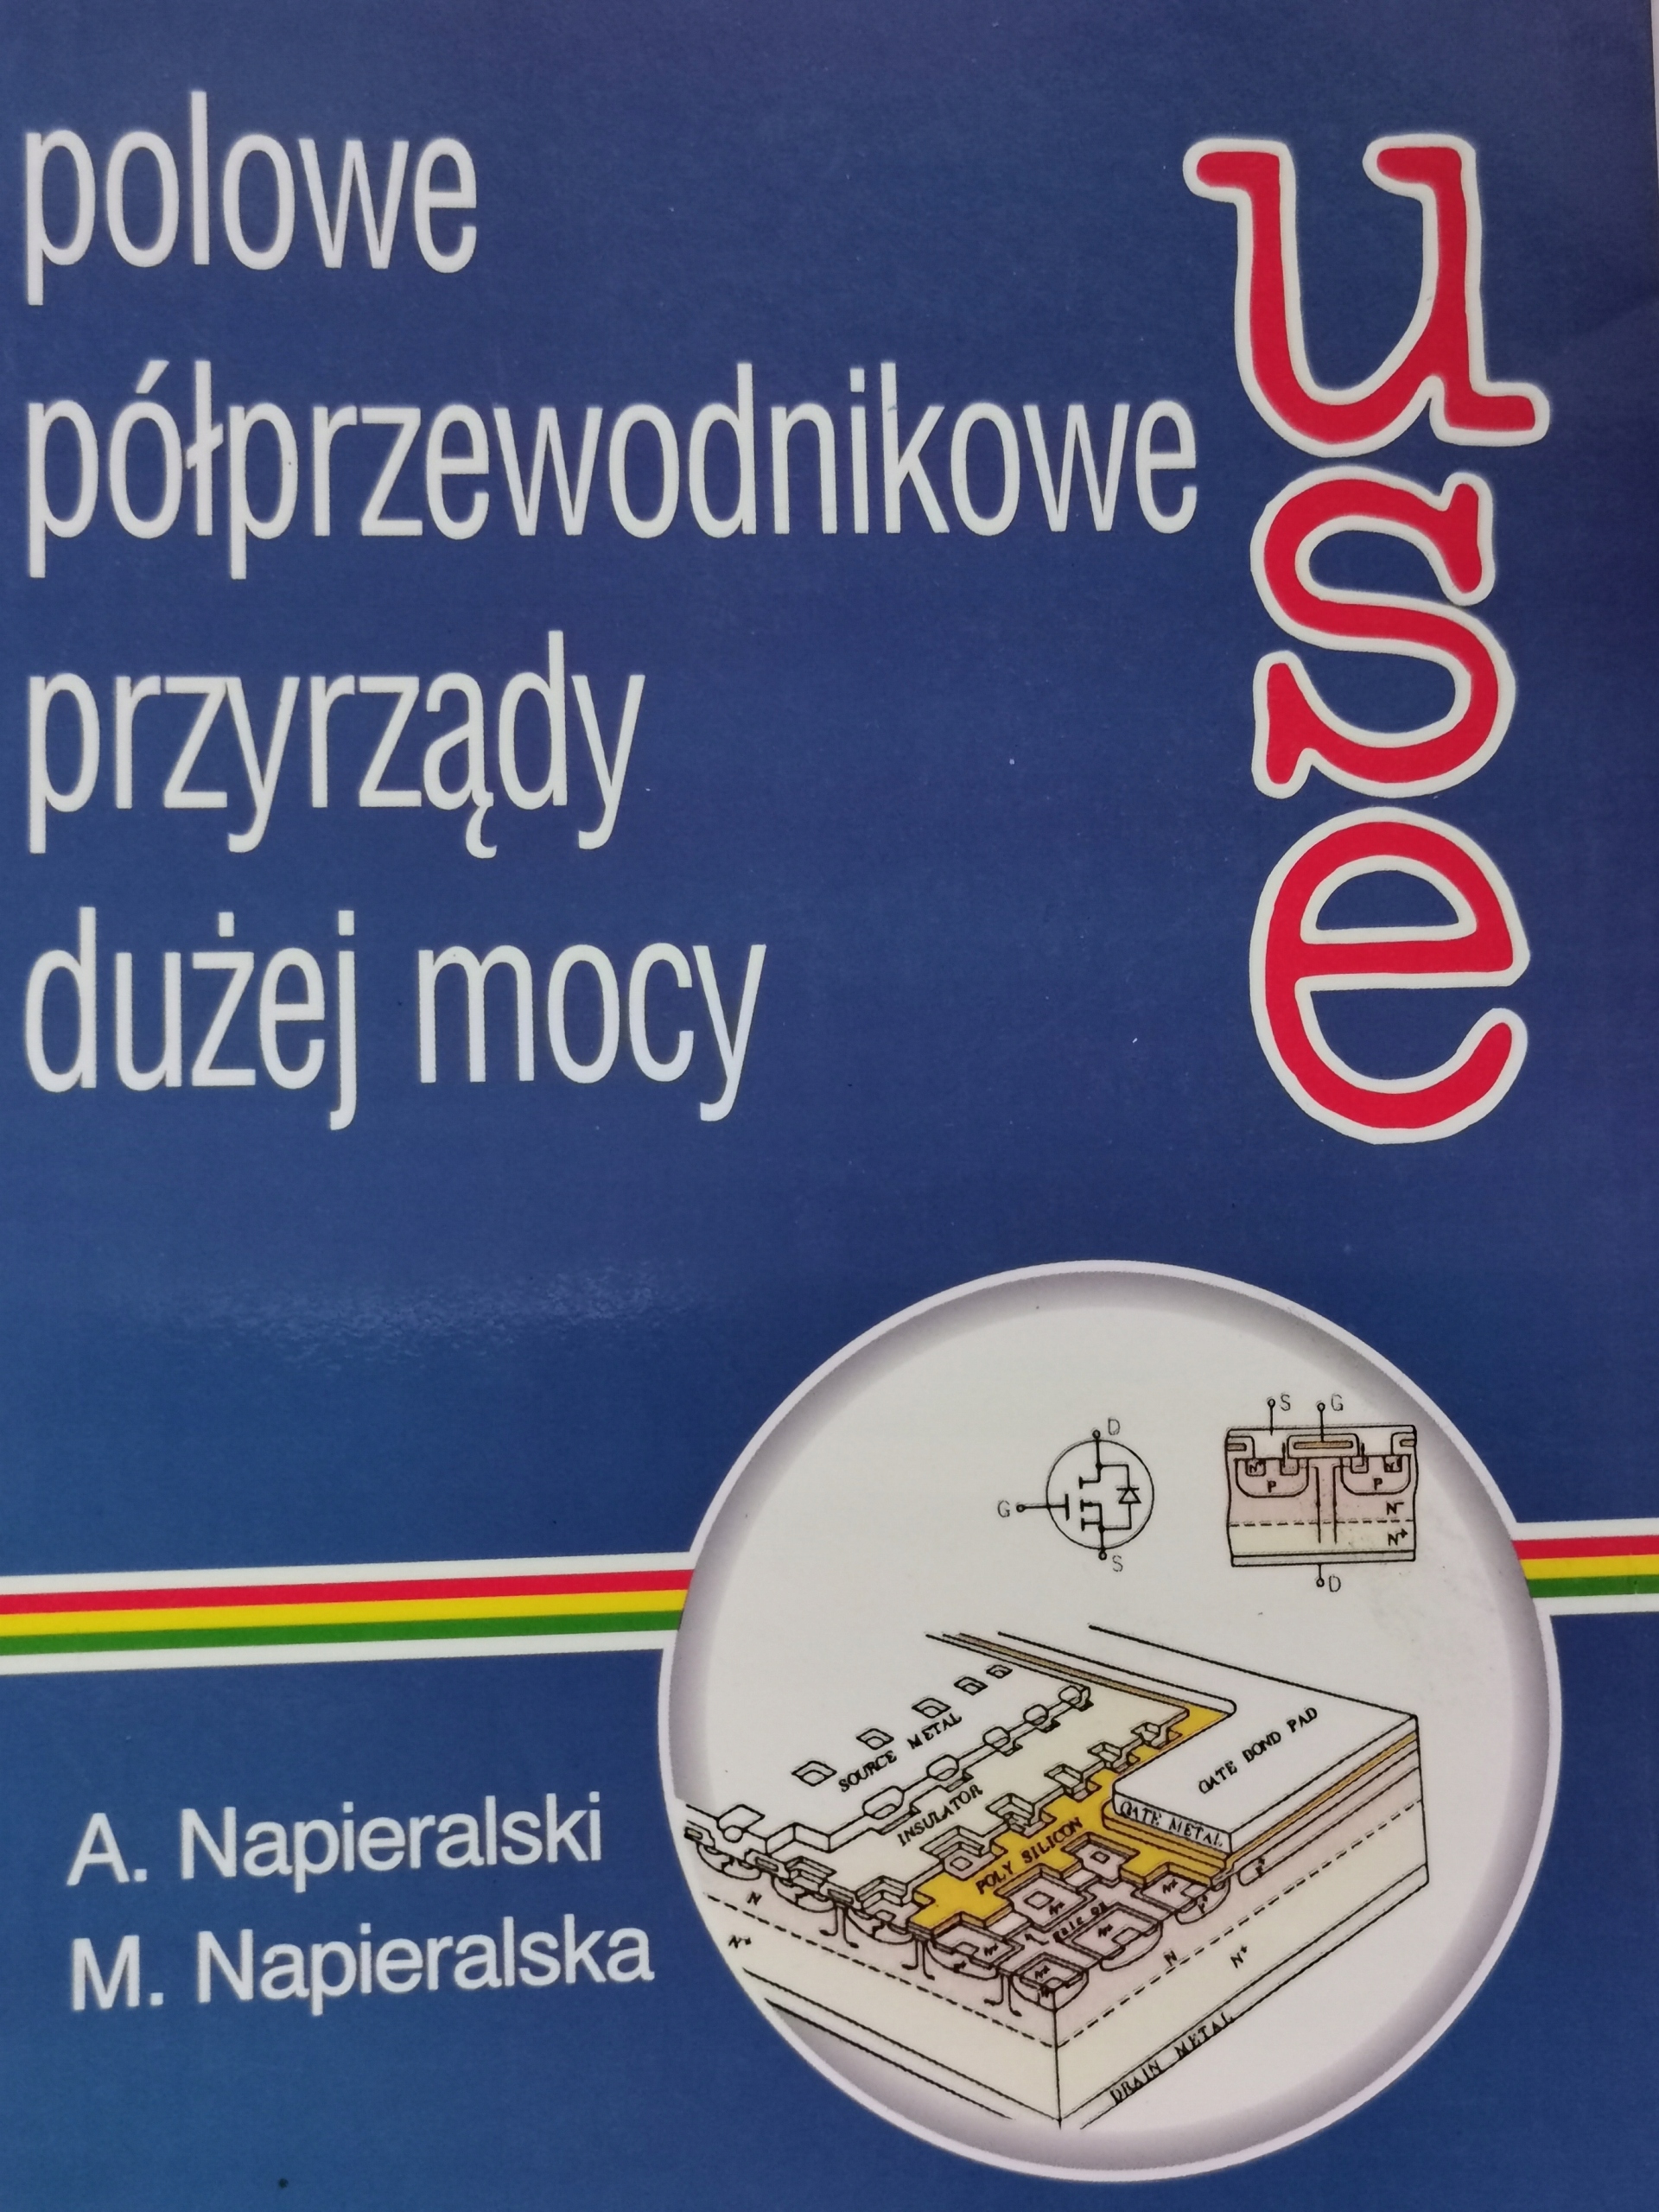 polowe
półprzewodnikowe
przyrządy
dużej mocy
use
A. Napieralski
M. Napieralska
D
G
S
S G
N⁺ N⁺
P P
N⁻
N⁺
D
SOURCE METAL
INSULATOR
POLY SILICON
GATE BOND PAD
GATE METAL
N
N
N⁺
DRAIN METAL